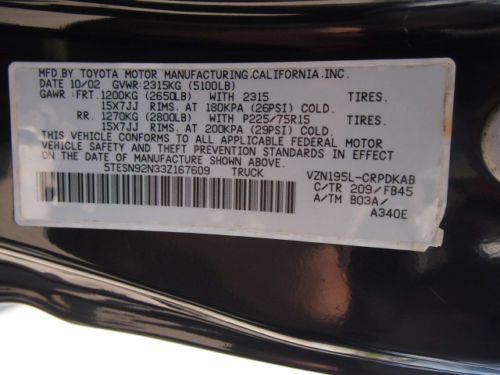 MFD BY TOYOTA MOTOR MANUFACTURING,CALIFORNIA,INC.
DATE 10/02 GVWR:2315KG (5100LB)
GAWR : FRT.1200KG (2650LB) WITH 2315 TIRES.
15X7JJ RIMS. AT 180KPA (26PSI) COLD.
RR. 1270KG (2800LB) WITH P225/75R15 TIRES.
15X7JJ RIMS. AT 200KPA (29PSI) COLD.
THIS VEHICLE CONFORMS TO ALL APPLICABLE FEDERAL MOTOR
VEHICLE SAFETY AND THEFT PREVENTION STANDARDS IN
EFFECT ON THE DATE OF MANUFACTURE SHOWN ABOVE.
5TESN92N33Z167609 TRUCK
VZN195L-CRPDKAB
C/TR 209/FB45
A/TM B03A/
A340E